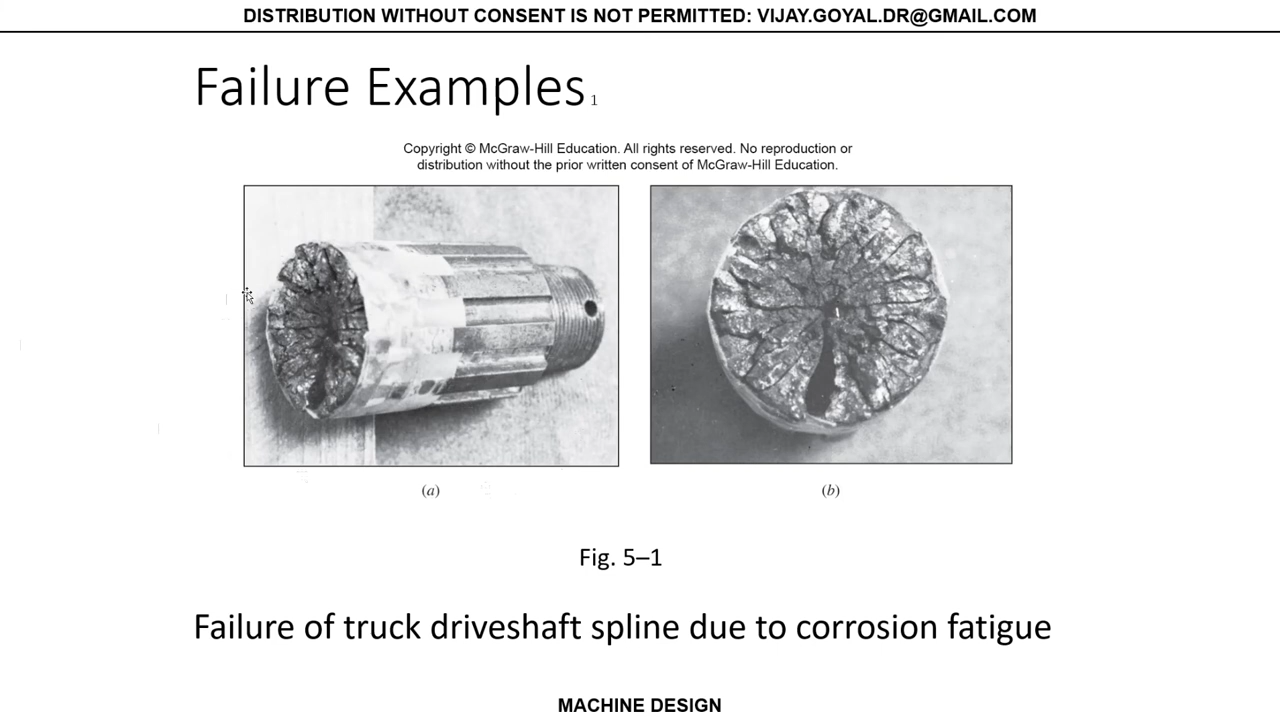 DISTRIBUTION WITHOUT CONSENT IS NOT PERMITTED: VIJAY.GOYAL.DR@GMAIL.COM
Failure Examples 1
Copyright © McGraw-Hill Education. All rights reserved. No reproduction or
distribution without the prior written consent of McGraw-Hill Education.
(a)
(b)
Fig. 5–1
Failure of truck driveshaft spline due to corrosion fatigue
MACHINE DESIGN